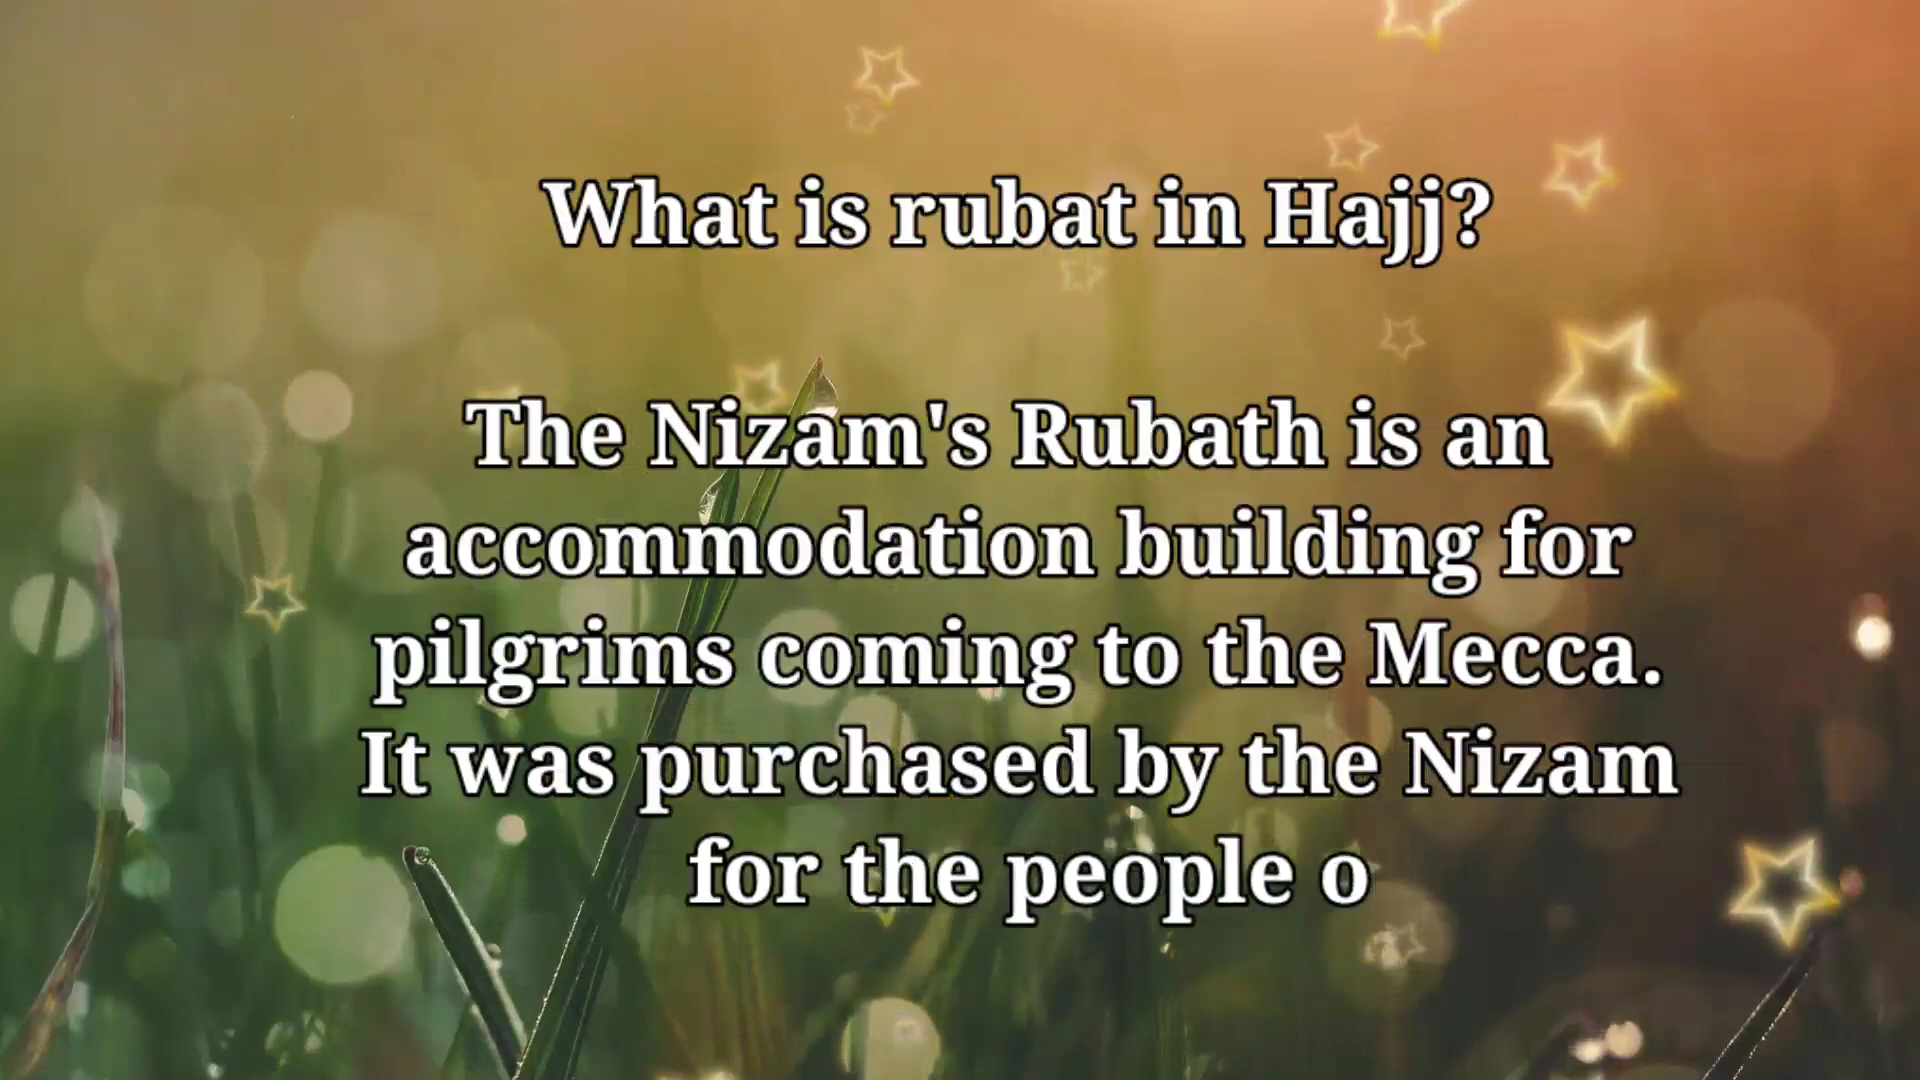 What is rubat in Hajj?
The Nizam's Rubath is an
accommodation building for
pilgrims coming to the Mecca.
It was purchased by the Nizam
for the people o